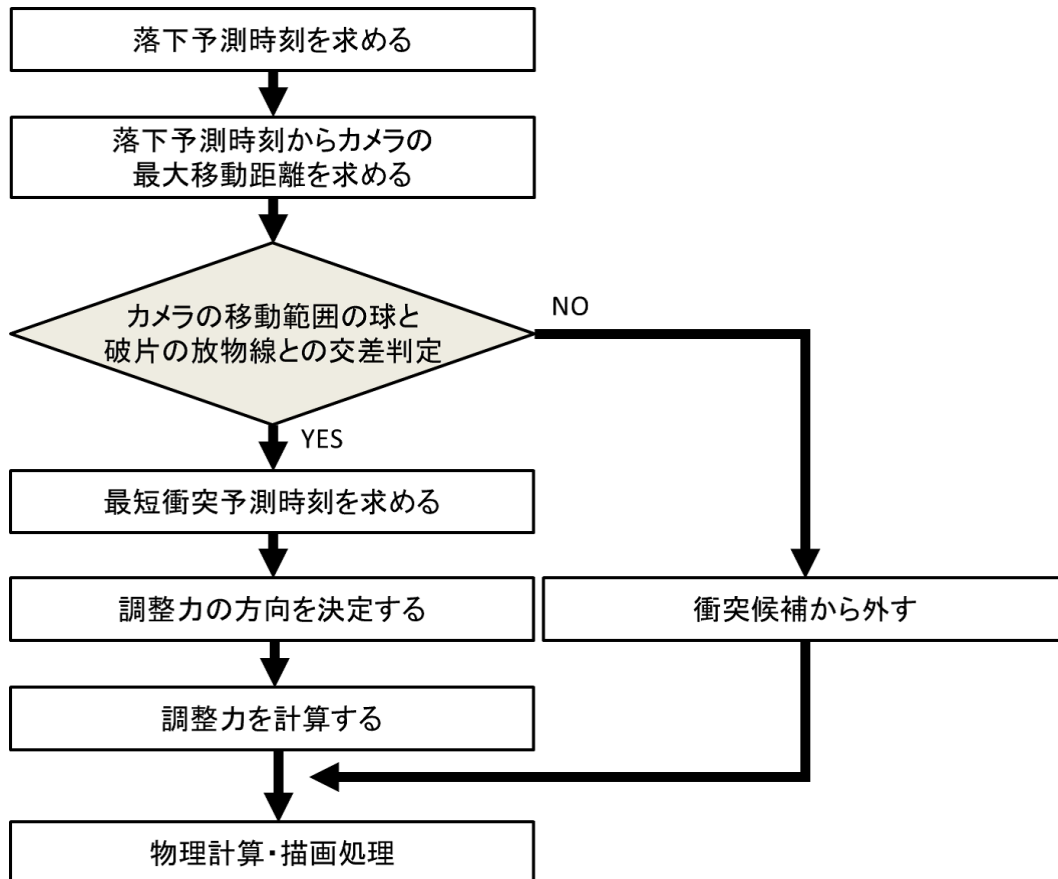 落下予測時刻を求める
落下予測時刻からカメラの
最大移動距離を求める
カメラの移動範囲の球と
破片の放物線との交差判定
NO
YES
最短衝突予測時刻を求める
調整力の方向を決定する
衝突候補から外す
調整力を計算する
物理計算・描画処理